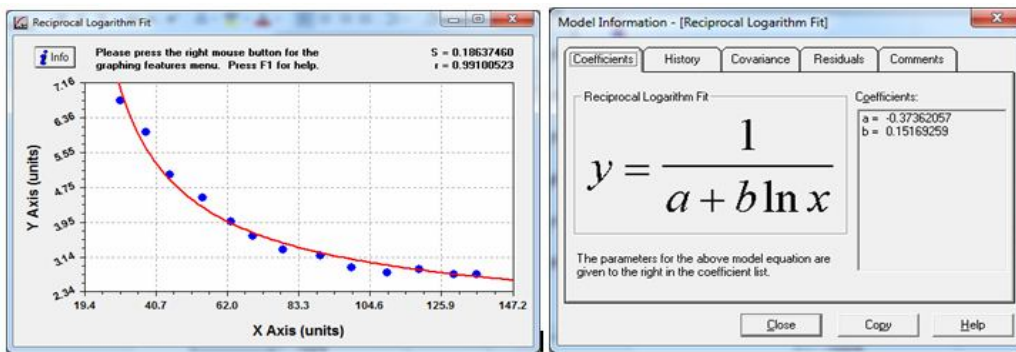 Reciprocal Logarithm Fit
Info
Please press the right mouse button for the
graphing features menu. Press F1 for help.
S = 0.18637460
r = 0.99100523
Y Axis (units)
7.16
6.36
5.55
4.75
3.95
3.14
2.34
19.4 40.7 62.0 83.3 104.6 125.9 147.2
X Axis (units)
Model Information - [Reciprocal Logarithm Fit]
Coefficients History Covariance Residuals Comments
Reciprocal Logarithm Fit
y = 1 / (a + b ln x)
The parameters for the above model equation are
given to the right in the coefficient list.
Coefficients:
a = -0.37362057
b = 0.15169259
Close Copy Help